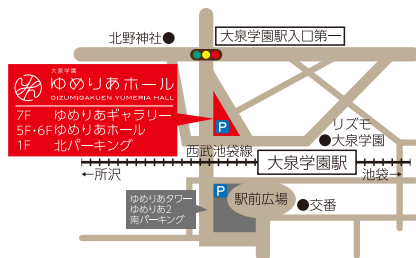 北野神社
大泉学園駅入口第一
大泉学園
ゆめりあホール
OIZUMIGAKUEN YUMERIA HALL
7F ゆめりあギャラリー
5F・6F ゆめりあホール
1F 北パーキング
P
リズモ
大泉学園
西武池袋線
大泉学園駅
←所沢
池袋→
P
ゆめりあタワー
ゆめりあ2
南パーキング
駅前広場
交番